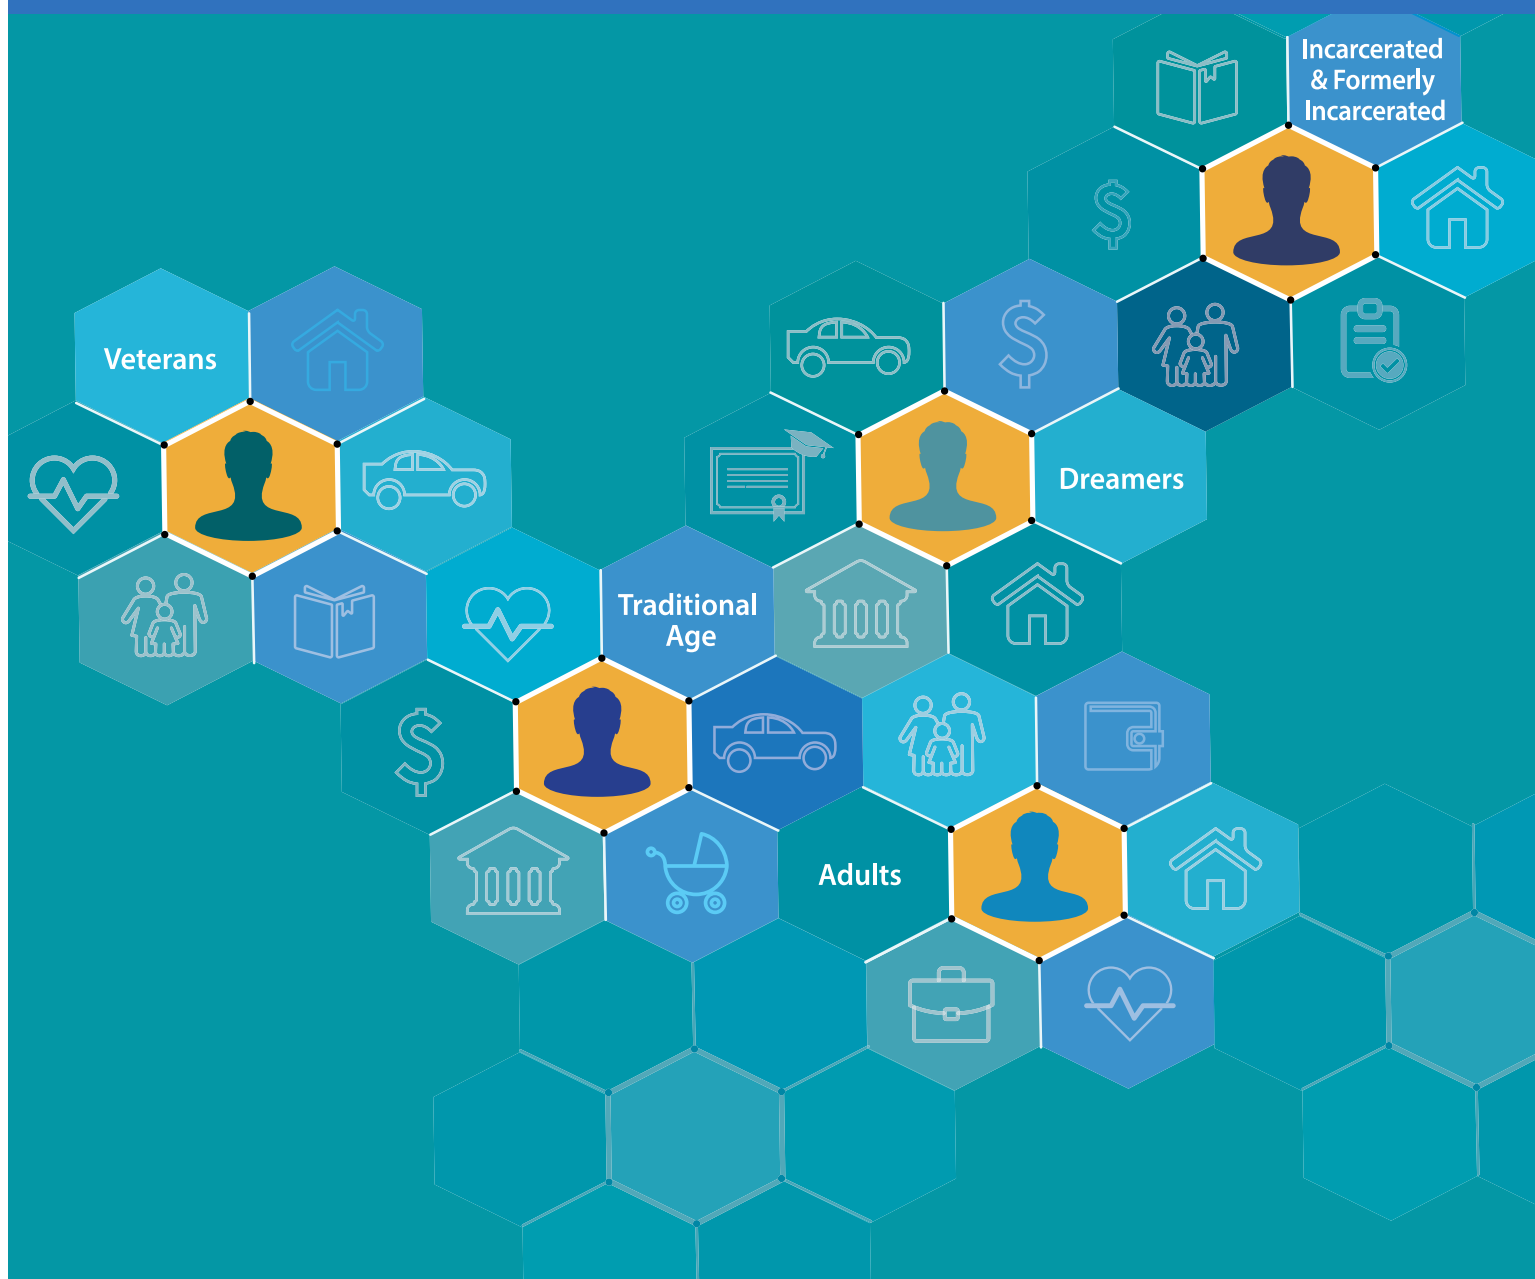 Incarcerated
& Formerly
Incarcerated
Veterans
Dreamers
Traditional
Age
Adults